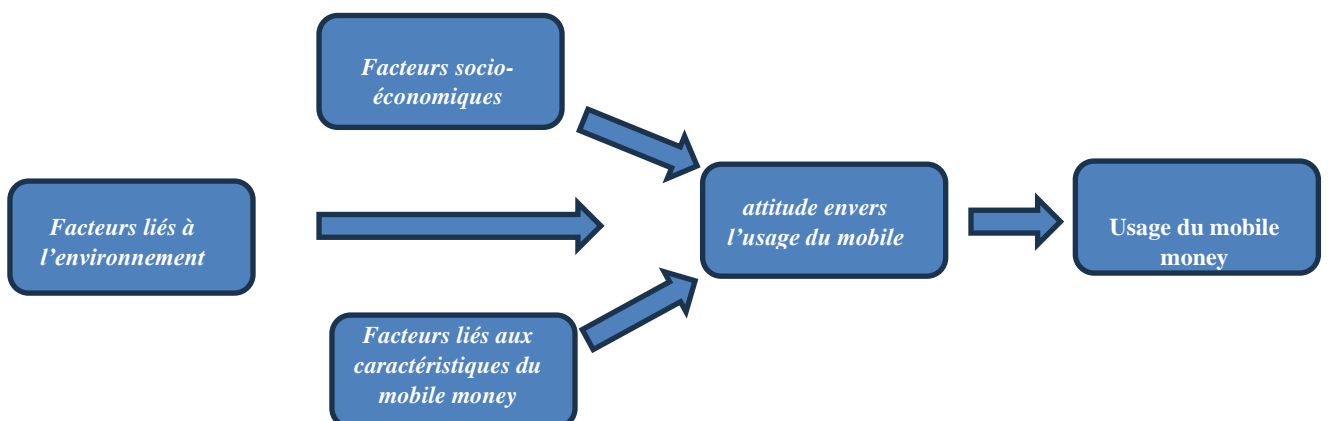 Facteurs socio-
économiques
Facteurs liés à
l'environnement
attitude envers
l'usage du mobile
Usage du mobile
money
Facteurs liés aux
caractéristiques du
mobile money